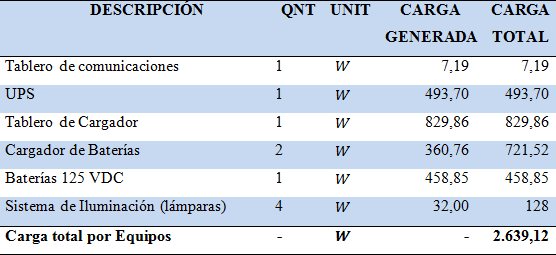 DESCRIPCIÓN QNT UNIT CARGA GENERADA CARGA TOTAL
Tablero de comunicaciones 1 W 7,19 7,19
UPS 1 W 493,70 493,70
Tablero de Cargador 1 W 829,86 829,86
Cargador de Baterías 2 W 360,76 721,52
Baterías 125 VDC 1 W 458,85 458,85
Sistema de Iluminación (lámparas) 4 W 32,00 128
Carga total por Equipos - W - 2.639,12